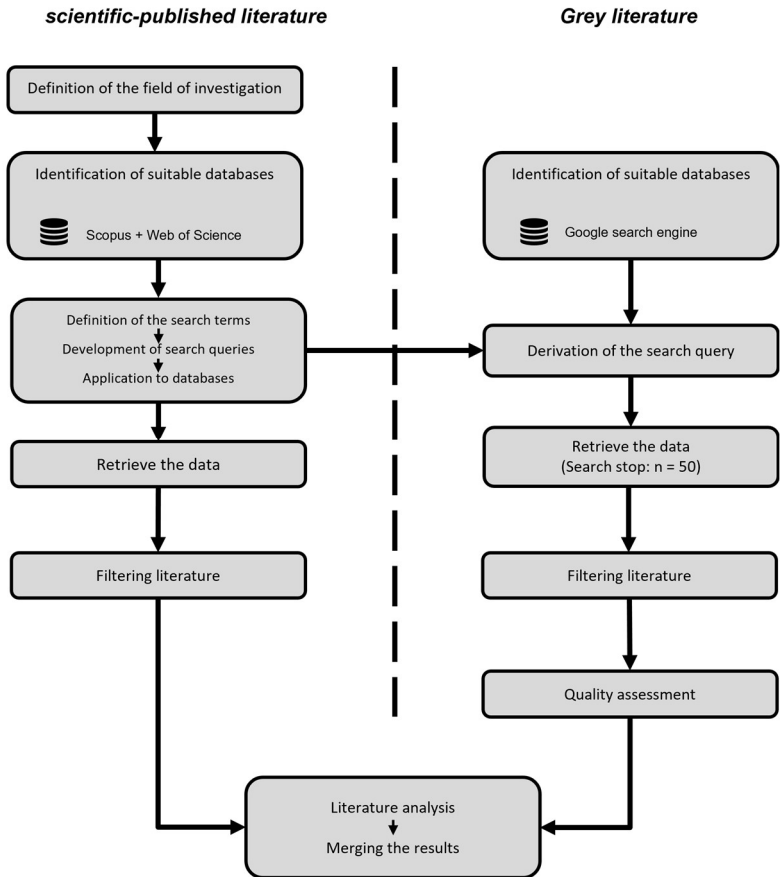 scientific-published literature
Definition of the field of investigation
Identification of suitable databases
Scopus + Web of Science
Definition of the search terms
Development of search queries
Application to databases
Retrieve the data
Filtering literature
Grey literature
Identification of suitable databases
Google search engine
Derivation of the search query
Retrieve the data
(Search stop: n = 50)
Filtering literature
Quality assessment
Literature analysis
Merging the results